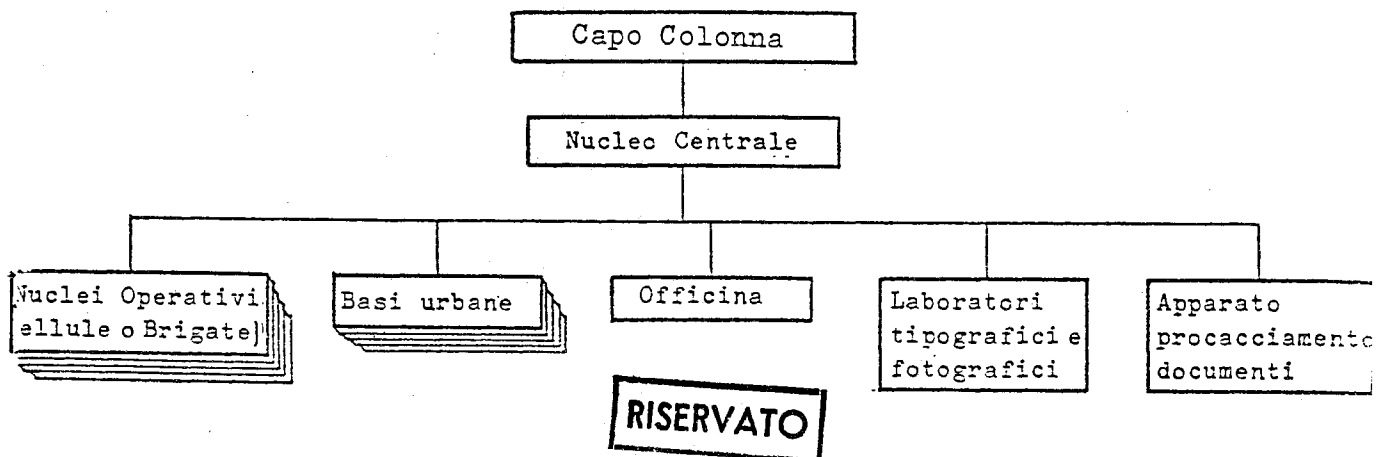 Capo Colonna
Nucleo Centrale
Nuclei Operativi
ellule o Brigate)
Basi urbane
Officina
Laboratori
tipografici e
fotografici
Apparato
procacciamento
documenti
RISERVATO